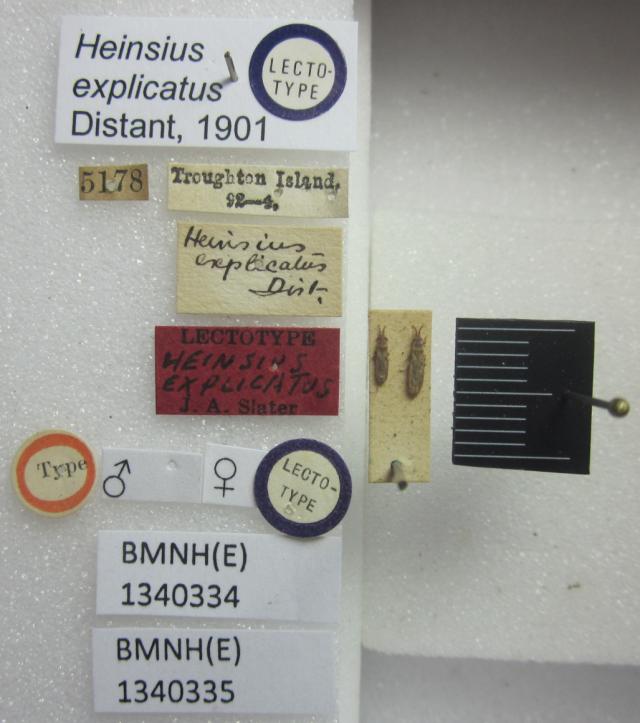 Heinsius
explicatus
Distant, 1901
LECTO-
TYPE
5178
Troughton Island,
92—4.
Heinsius
explicatus
Dist.
LECTOTYPE
HEINSIUS
EXPLICATUS
J. A. Slater
Type
♂
♀
LECTO-
TYPE
BMNH(E)
1340334
BMNH(E)
1340335